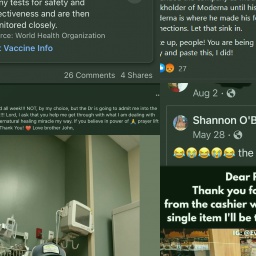 ny tests for safety and
ectiveness and are then
nitored closely.
rce: World Health Organization
Vaccine Info
26 Comments 4 Shares
d all week!!! NOT, by my choice, but the Dr is going to admit me into the
!!! Lord, I ask that you help me got through with what I am dealing with
ernatural healing miracle my way. If you believe in power of 🙏 prayer lift
Thank You! ❤️ Love brother John.
kholder of Moderna until his
derna is where he made his fo
nections. Let that sink in.
e up, people! You are being
y and paste this, I did!
27
Aug 2 ·
Shannon O'B
May 28 ·
😂😂😂😂 the
Dear F
Thank you fo
from the cashier w
single item I'll be t